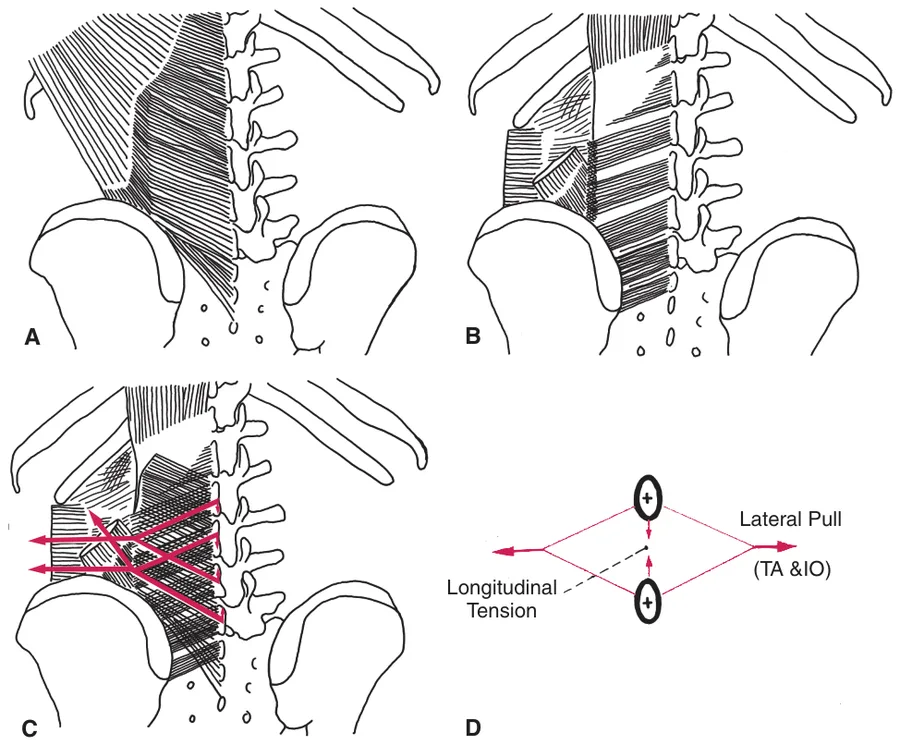 A
B
C
+
Lateral Pull
(TA &IO)
Longitudinal
Tension
+
D